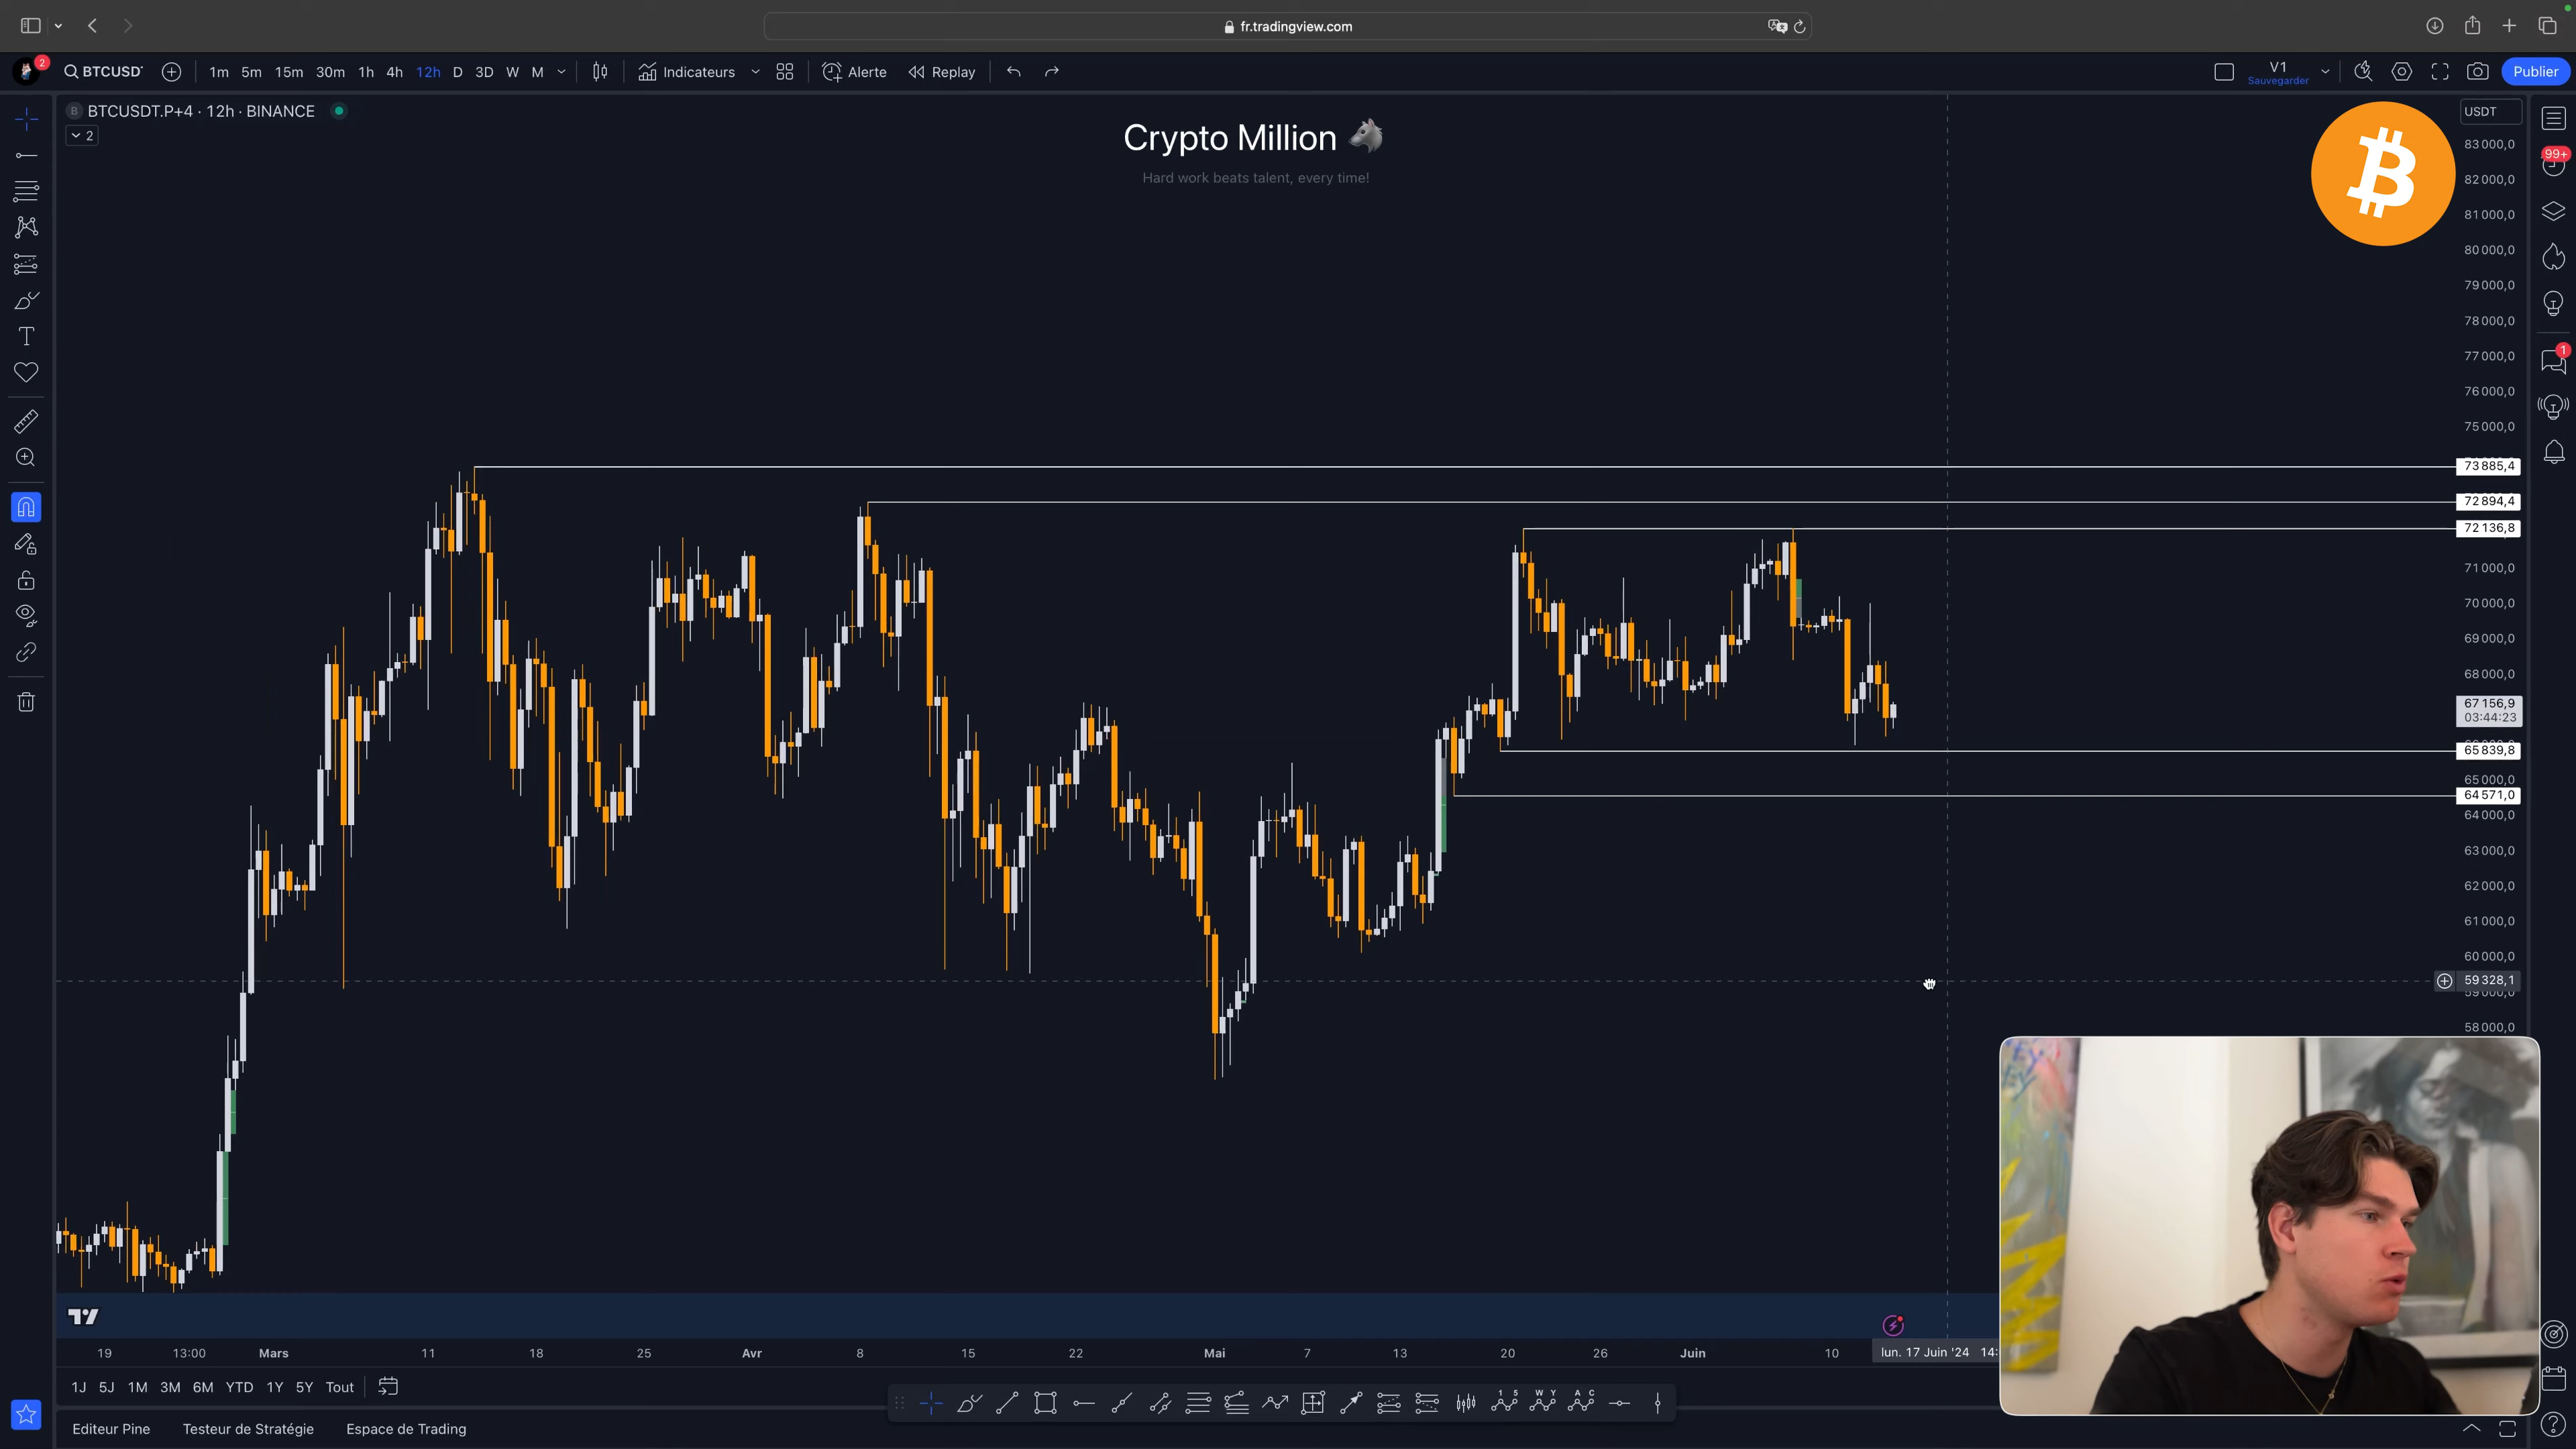 fr.tradingview.com
2
BTCUSDT
1m 5m 15m 30m 1h 4h 12h D 3D W M
Indicateurs
Alerte
Replay
V1
Sauvegarder
Publier
BTCUSDT.P+4 · 12h · BINANCE
2
Crypto Million
Hard work beats talent, every time!
USDT
99+
1
83 000,0
82 000,0
81 000,0
80 000,0
79 000,0
78 000,0
77 000,0
76 000,0
75 000,0
73 885,4
72 894,4
72 136,8
71 000,0
70 000,0
69 000,0
68 000,0
67 156,9
03:44:23
65 839,8
65 000,0
64 571,0
64 000,0
63 000,0
62 000,0
61 000,0
60 000,0
59 328,1
58 000,0
19 13:00 Mars 11 18 25 Avr 8 15 22 Mai 7 13 20 26 Juin 10 lun. 17 Juin '24 14:
1J 5J 1M 3M 6M YTD 1Y 5Y Tout
1 5
W Y
A C
Editeur Pine Testeur de Stratégie Espace de Trading